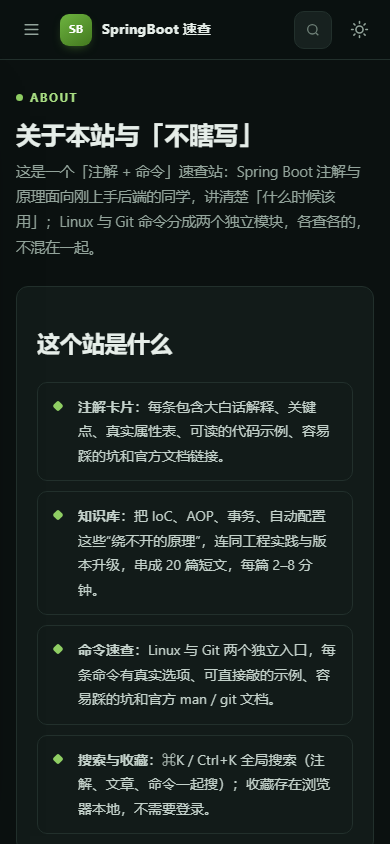 SB SpringBoot 速查
ABOUT
关于本站与「不瞎写」
这是一个「注解 + 命令」速查站：Spring Boot 注解与
原理面向刚上手后端的同学，讲清楚「什么时候该
用」；Linux 与 Git 命令分成两个独立模块，各查各的，
不混在一起。
这个站是什么
注解卡片：每条包含大白话解释、关键
点、真实属性表、可读的代码示例、容易
踩的坑和官方文档链接。
知识库：把 IoC、AOP、事务、自动配置
这些“绕不开的原理”，连同工程实践与版
本升级，串成 20 篇短文，每篇 2–8 分
钟。
命令速查：Linux 与 Git 两个独立入口，每
条命令有真实选项、可直接敲的示例、容
易踩的坑和官方 man / git 文档。
搜索与收藏：⌘K / Ctrl+K 全局搜索（注
解、文章、命令一起搜）；收藏存在浏览
器本地，不需要登录。